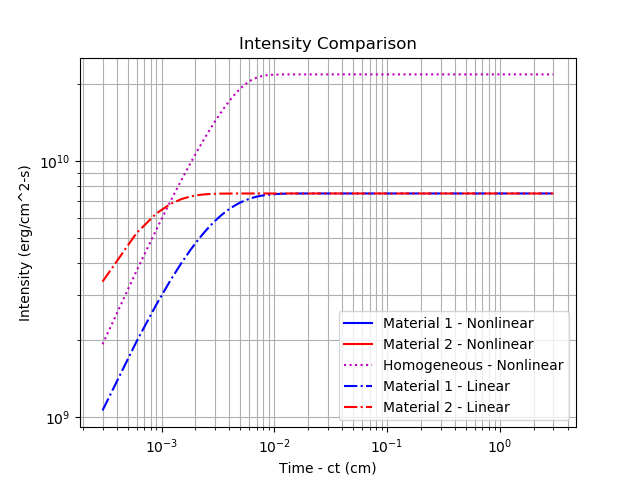 Intensity Comparison
Intensity (erg/cm^2-s)
10^10
10^9
Material 1 - Nonlinear
Material 2 - Nonlinear
Homogeneous - Nonlinear
Material 1 - Linear
Material 2 - Linear
10^-3
10^-2
10^-1
10^0
Time - ct (cm)